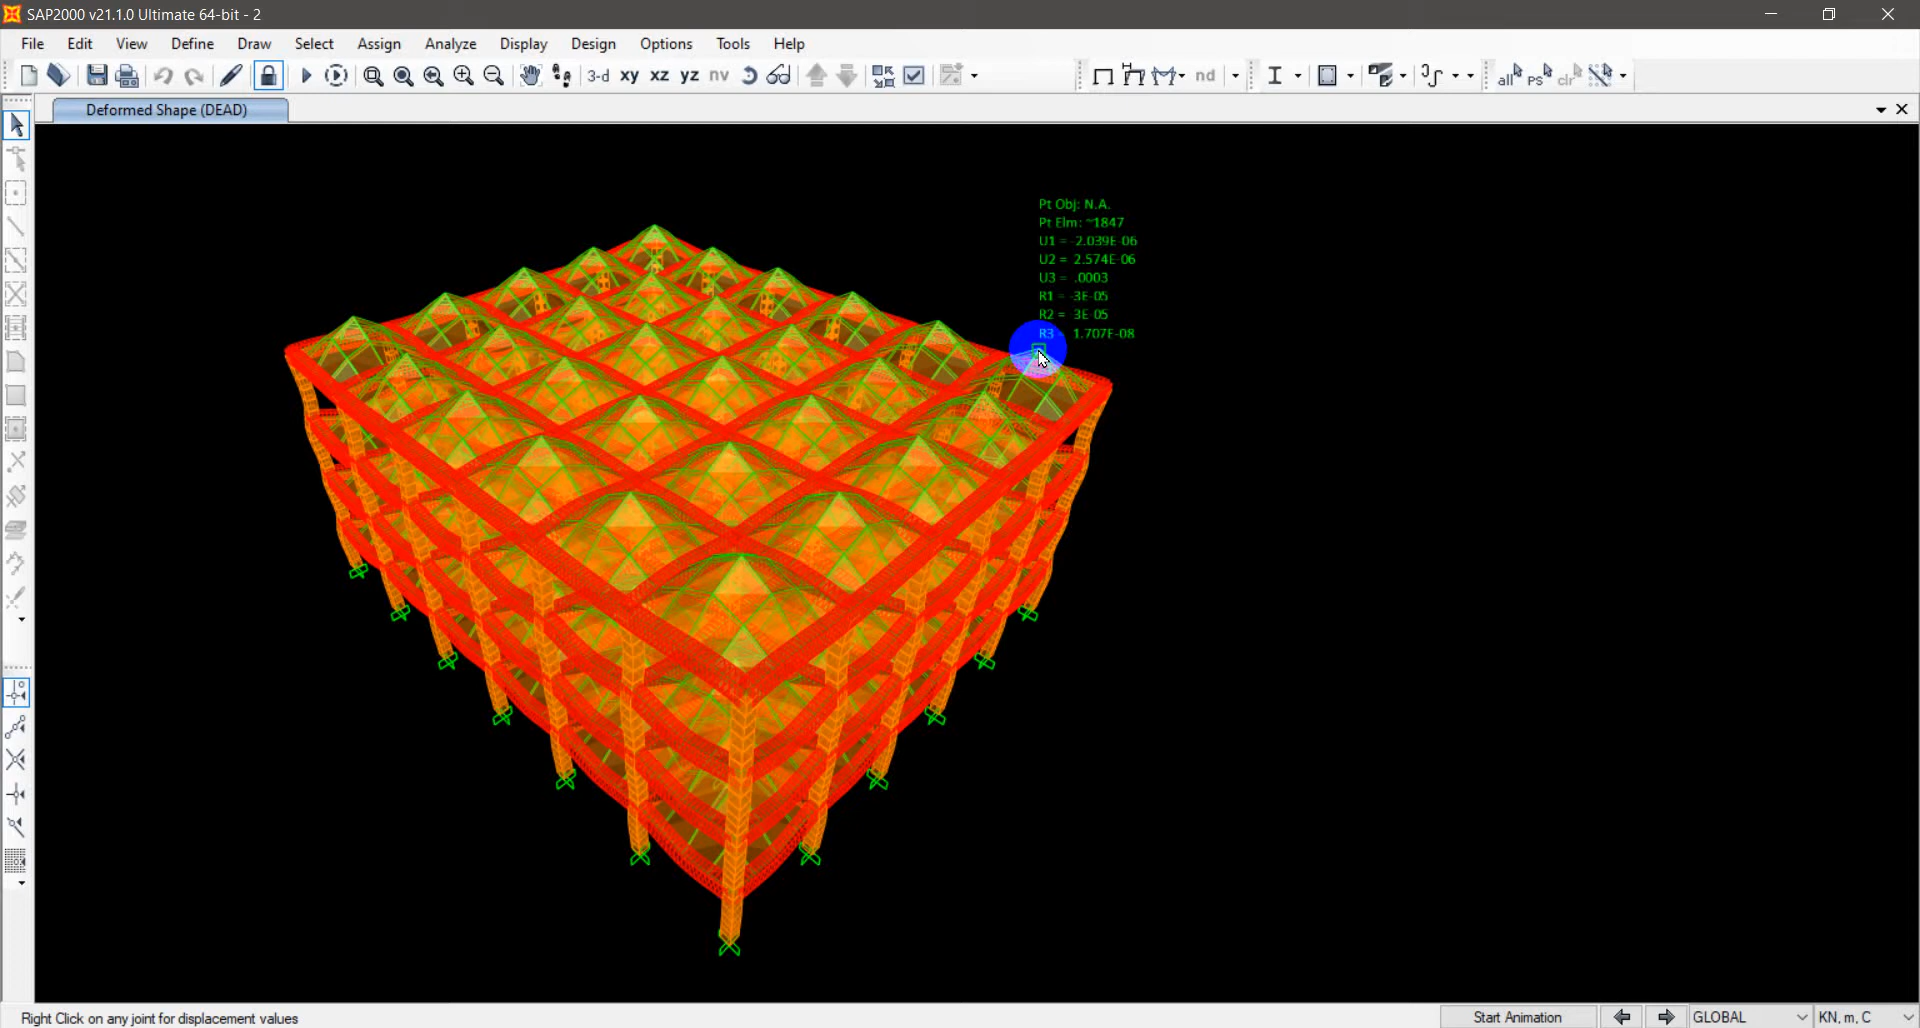 SAP2000 v21.1.0 Ultimate 64-bit - 2
File Edit View Define Draw Select Assign Analyze Display Design Options Tools Help
3-d xy xz yz nv nd all PS clr
Deformed Shape (DEAD)
Pt Obj: N.A.
Pt Elm: ~1847
U1 = -2.039E-06
U2 = 2.574E-06
U3 = .0003
R1 = -3E-05
R2 = 3E-05
R3 = 1.707E-08
Right Click on any joint for displacement values
Start Animation
GLOBAL
KN, m, C